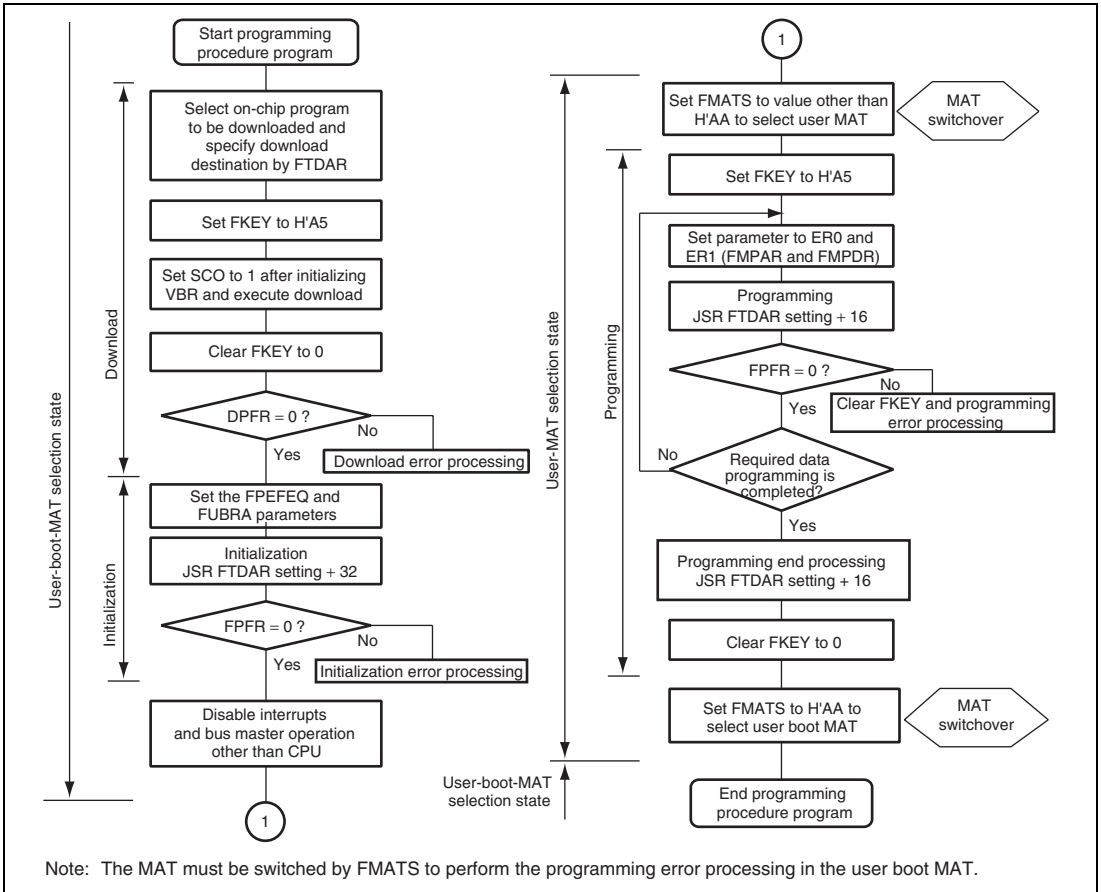 Start programming
procedure program
Select on-chip program
to be downloaded and
specify download
destination by FTDAR
Set FKEY to H'A5
Set SCO to 1 after initializing
VBR and execute download
Clear FKEY to 0
DPFR = 0 ?
No
Yes
Download error processing
Set the FPEFEQ and
FUBRA parameters
Initialization
JSR FTDAR setting + 32
FPFR = 0 ?
No
Yes
Initialization error processing
Disable interrupts
and bus master operation
other than CPU
1
Download
Initialization
User-boot-MAT selection state
1
Set FMATS to value other than
H'AA to select user MAT
MAT
switchover
Set FKEY to H'A5
Set parameter to ER0 and
ER1 (FMPAR and FMPDR)
Programming
JSR FTDAR setting + 16
FPFR = 0 ?
No
Yes
Clear FKEY and programming
error processing
No
Required data
programming is
completed?
Yes
Programming end processing
JSR FTDAR setting + 16
Clear FKEY to 0
Set FMATS to H'AA to
select user boot MAT
MAT
switchover
Programming
User-MAT selection state
User-boot-MAT
selection state
End programming
procedure program
Note: The MAT must be switched by FMATS to perform the programming error processing in the user boot MAT.